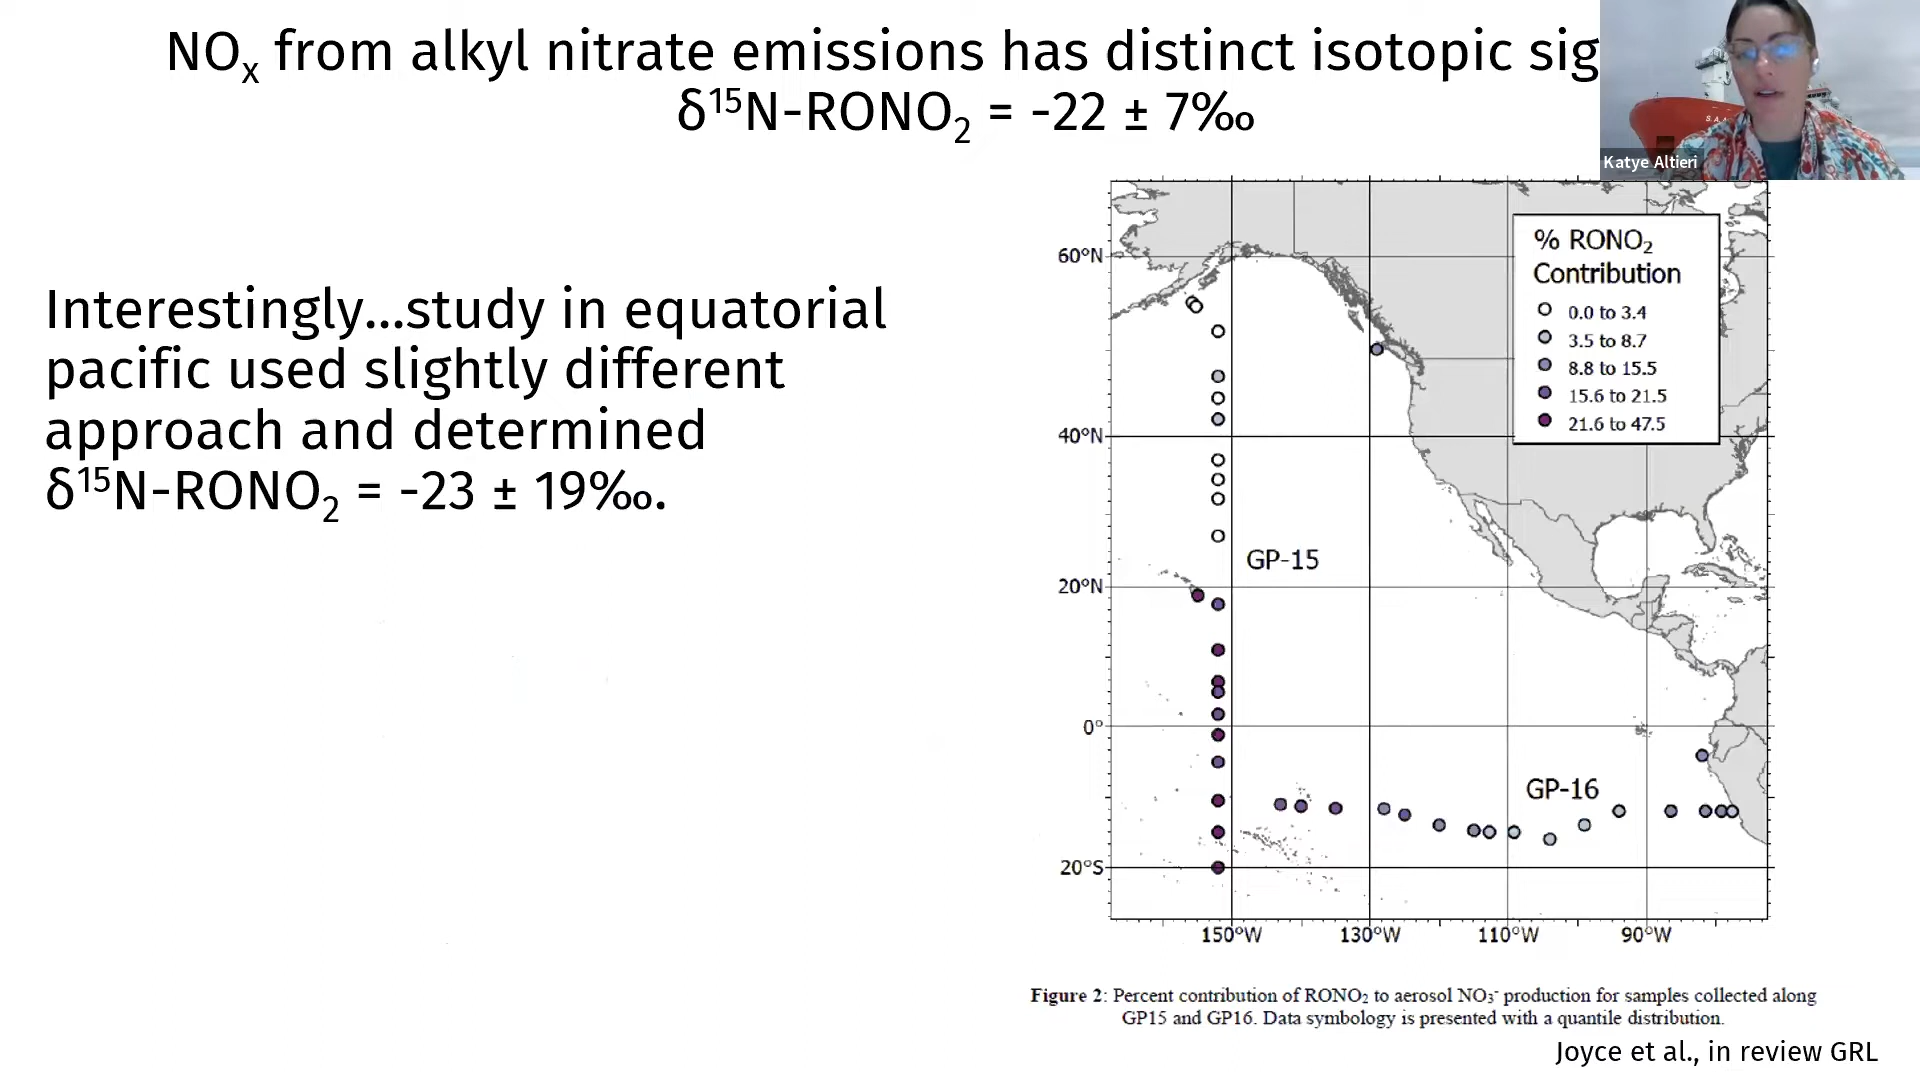 NOₓ from alkyl nitrate emissions has distinct isotopic sig
δ¹⁵N-RONO₂ = -22 ± 7‰
Katye Altieri
Interestingly...study in equatorial
pacific used slightly different
approach and determined
δ¹⁵N-RONO₂ = -23 ± 19‰.
% RONO₂
Contribution
0.0 to 3.4
3.5 to 8.7
8.8 to 15.5
15.6 to 21.5
21.6 to 47.5
60°N
40°N
20°N
0°
20°S
GP-15
GP-16
150°W 130°W 110°W 90°W
Figure 2: Percent contribution of RONO₂ to aerosol NO₃⁻ production for samples collected along
GP15 and GP16. Data symbology is presented with a quantile distribution.
Joyce et al., in review GRL